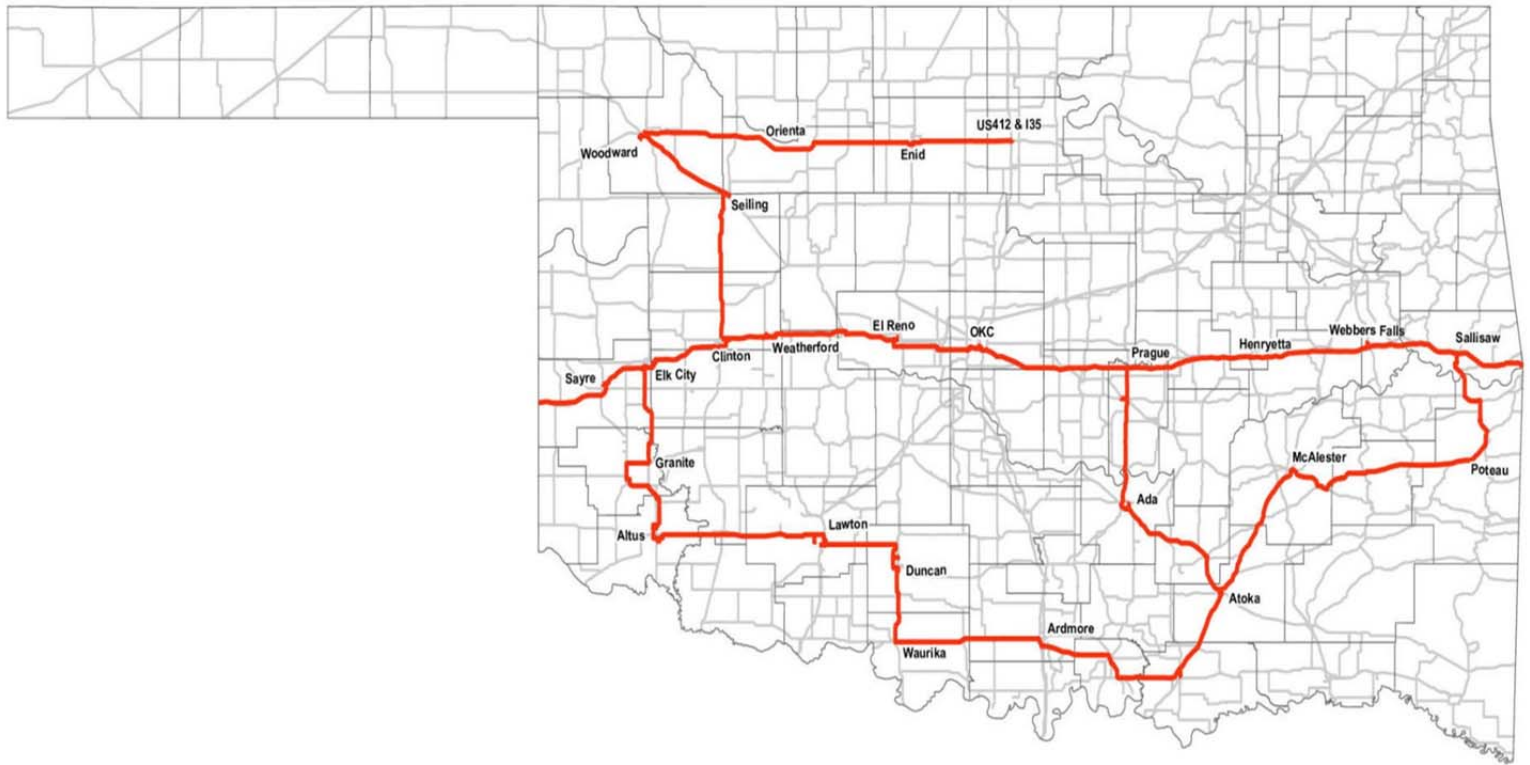 US412 & I35
Orienta
Woodward
Enid
Seiling
El Reno
OKC
Webbers Falls
Sallisaw
Henryetta
Weatherford
Prague
Clinton
Sayre
Elk City
McAlester
Granite
Poteau
Ada
Lawton
Altus
Duncan
Atoka
Ardmore
Waurika